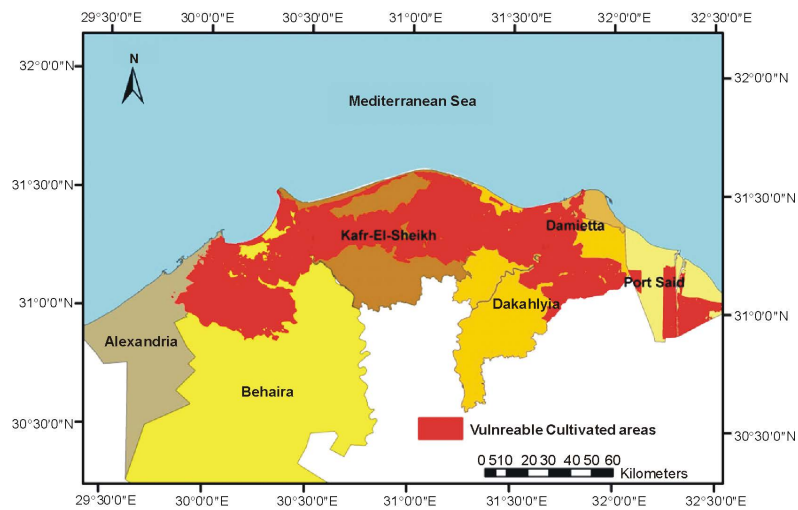 29°30'0"E 30°0'0"E 30°30'0"E 31°0'0"E 31°30'0"E 32°0'0"E 32°30'0"E
32°0'0"N
32°0'0"N
N
Mediterranean Sea
31°30'0"N
31°30'0"N
Damietta
Kafr-El-Sheikh
Port Said
31°0'0"N
31°0'0"N
Dakahlyia
Alexandria
Behaira
30°30'0"N
30°30'0"N
Vulnreable Cultivated areas
0 510 20 30 40 50 60
Kilometers
29°30'0"E 30°0'0"E 30°30'0"E 31°0'0"E 31°30'0"E 32°0'0"E 32°30'0"E